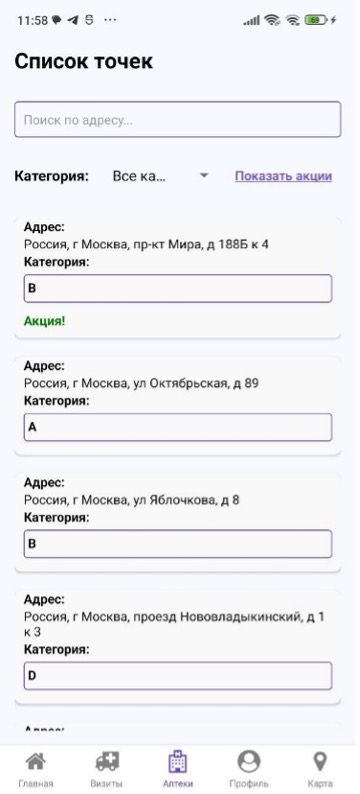 11:58
69
Список точек
Поиск по адресу...
Категория: Все ка... Показать акции
Адрес:
Россия, г Москва, пр-кт Мира, д 188Б к 4
Категория:
B
Акция!
Адрес:
Россия, г Москва, ул Октябрьская, д 89
Категория:
A
Адрес:
Россия, г Москва, ул Яблочкова, д 8
Категория:
B
Адрес:
Россия, г Москва, проезд Нововладыкинский, д 1
к 3
Категория:
D
Адрес:
Главная Визиты Аптеки Профиль Карта